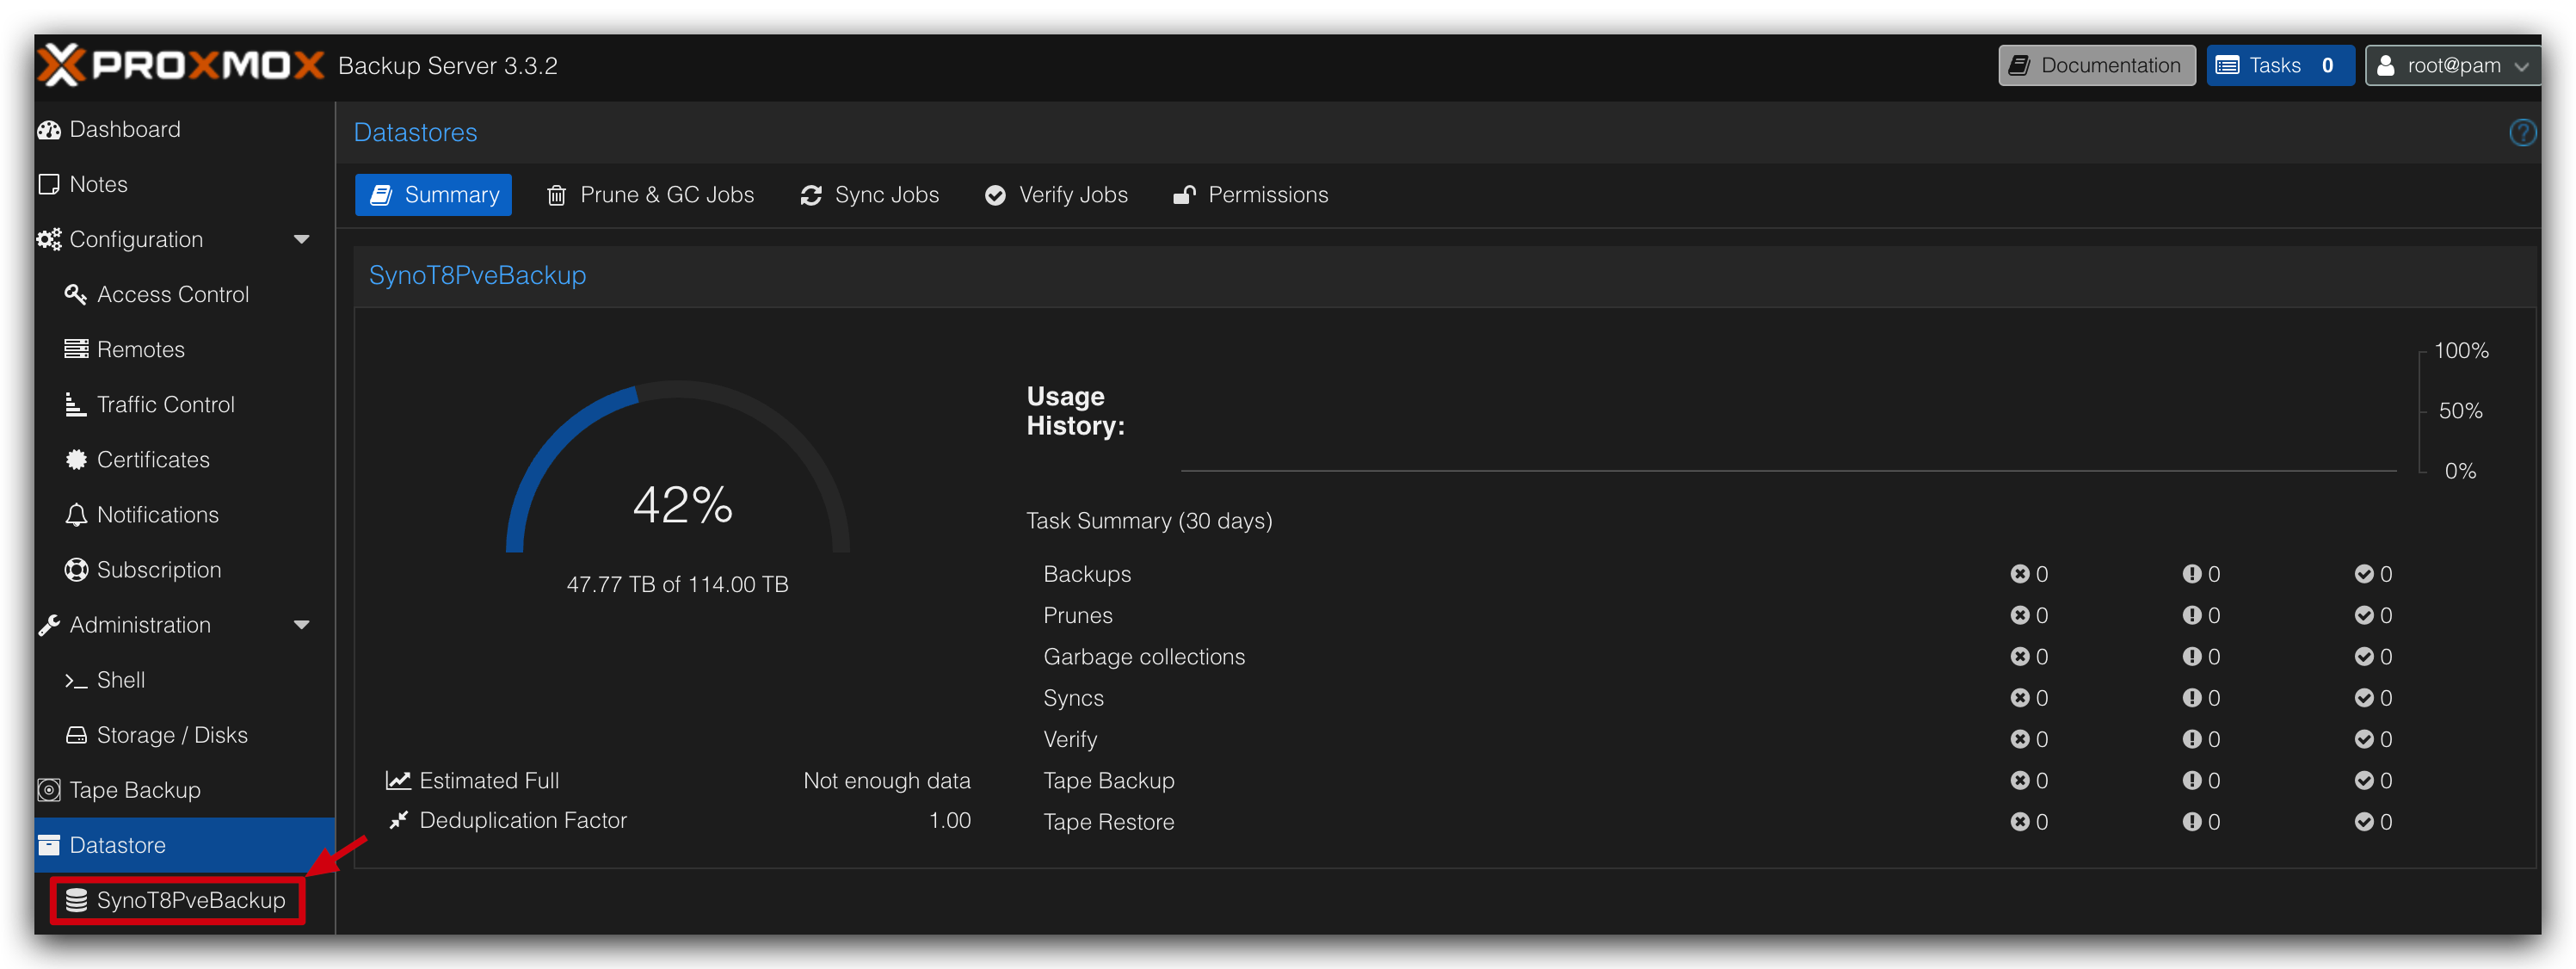 PROXMOX Backup Server 3.3.2
Documentation
Tasks 0
root@pam
Dashboard
Notes
Configuration
Access Control
Remotes
Traffic Control
Certificates
Notifications
Subscription
Administration
Shell
Storage / Disks
Tape Backup
Datastore
SynoT8PveBackup
Datastores
Summary
Prune & GC Jobs
Sync Jobs
Verify Jobs
Permissions
SynoT8PveBackup
42%
47.77 TB of 114.00 TB
Estimated Full Not enough data
Deduplication Factor 1.00
Usage
History:
100%
50%
0%
Task Summary (30 days)
Backups 0 0 0
Prunes 0 0 0
Garbage collections 0 0 0
Syncs 0 0 0
Verify 0 0 0
Tape Backup 0 0 0
Tape Restore 0 0 0